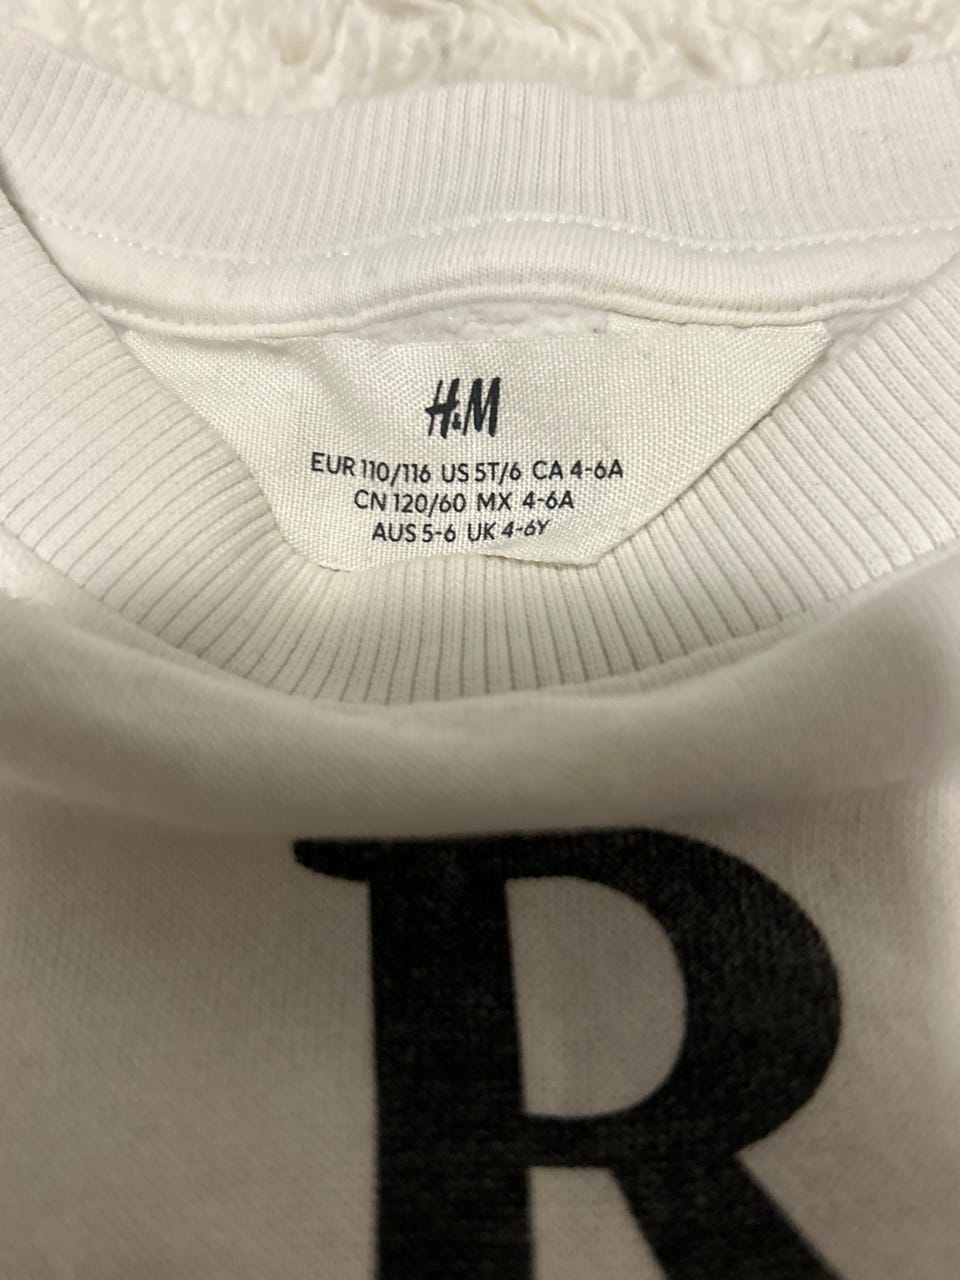 H&M
EUR 110/116 US 5T/6 CA 4-6A
CN 120/60 MX 4-6A
AUS 5-6 UK 4-6Y
R